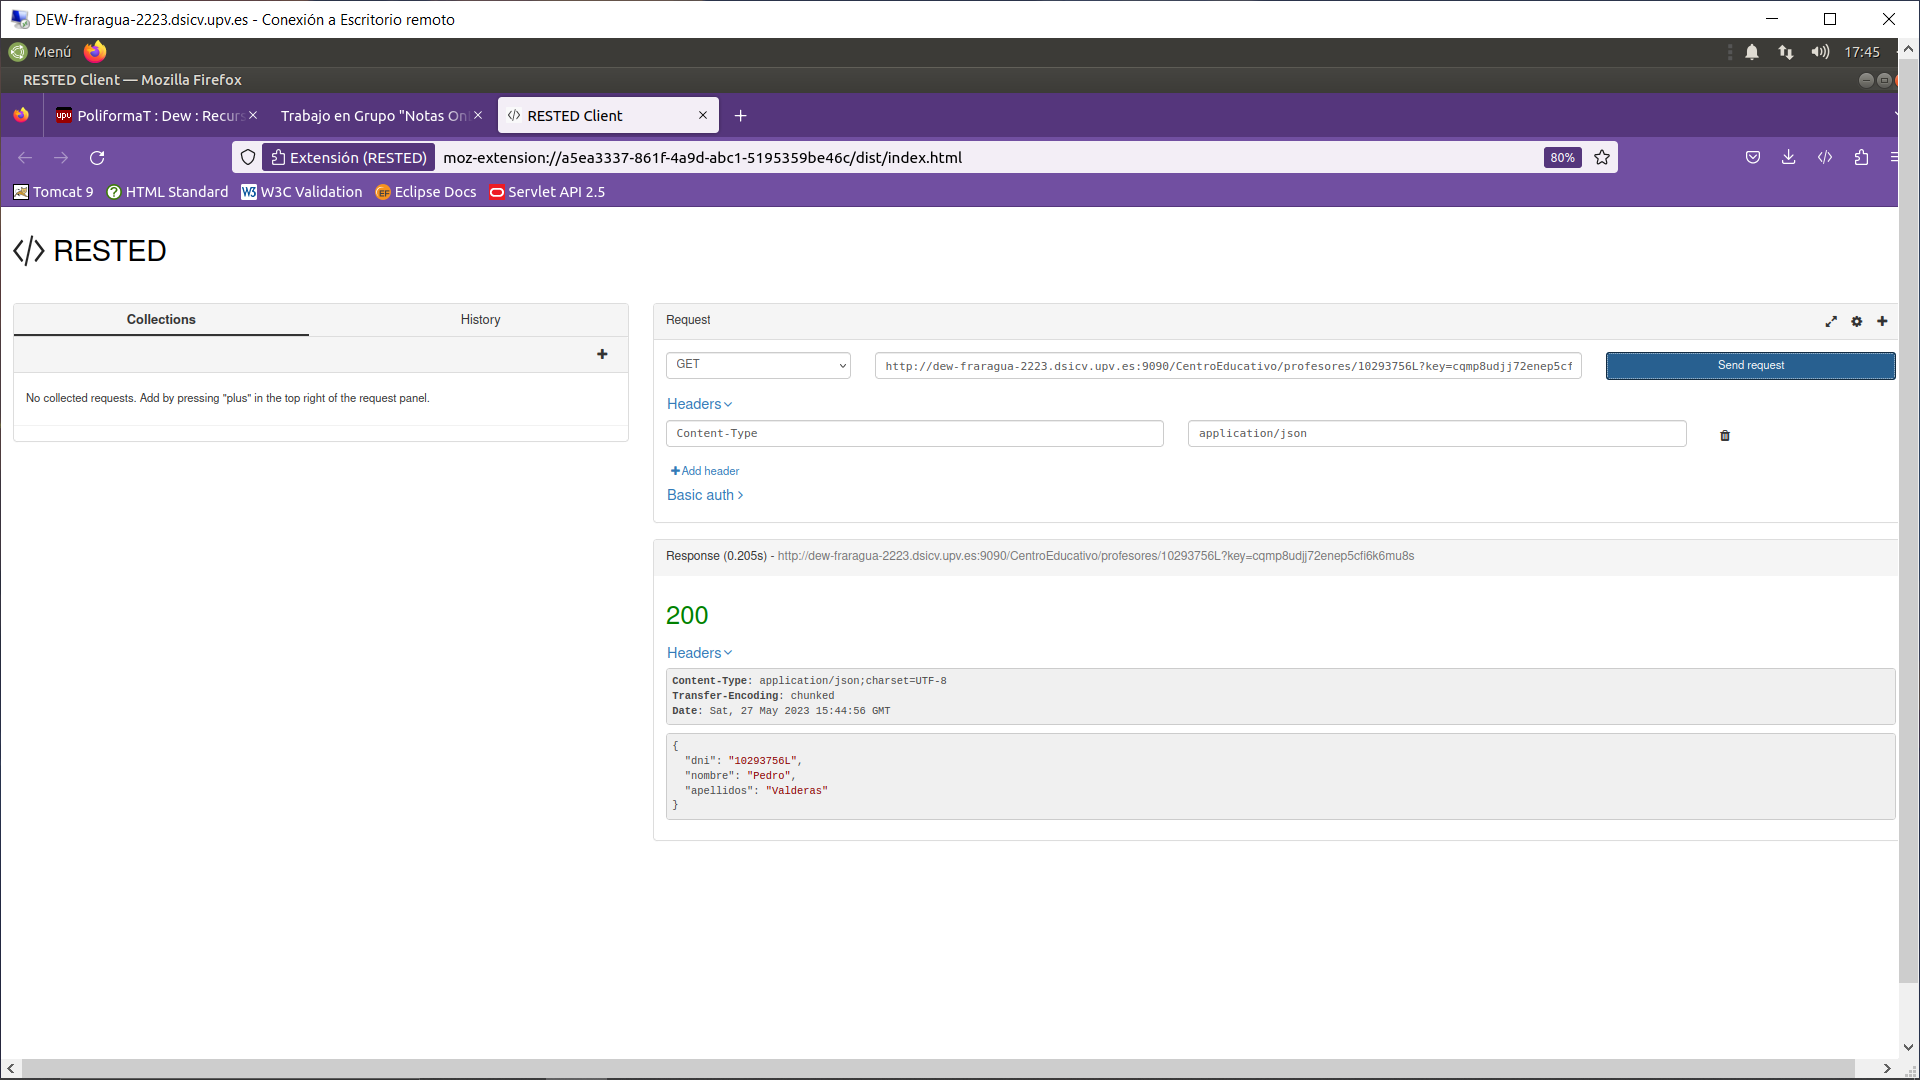 DEW-fraragua-2223.dsicv.upv.es - Conexión a Escritorio remoto
Menú
17:45
RESTED Client — Mozilla Firefox
PoliformaT : Dew : Recurs
Trabajo en Grupo "Notas Onl
RESTED Client
Extensión (RESTED)
moz-extension://a5ea3337-861f-4a9d-abc1-5195359be46c/dist/index.html
80%
Tomcat 9
HTML Standard
W3C Validation
Eclipse Docs
Servlet API 2.5
</> RESTED
Collections
History
No collected requests. Add by pressing "plus" in the top right of the request panel.
Request
GET
http://dew-fraragua-2223.dsicv.upv.es:9090/CentroEducativo/profesores/10293756L?key=cqmp8udjj72enep5cf
Send request
Headers
Content-Type
application/json
Add header
Basic auth
Response (0.205s) - http://dew-fraragua-2223.dsicv.upv.es:9090/CentroEducativo/profesores/10293756L?key=cqmp8udjj72enep5cfi6k6mu8s
200
Headers
Content-Type: application/json;charset=UTF-8
Transfer-Encoding: chunked
Date: Sat, 27 May 2023 15:44:56 GMT
{
"dni": "10293756L",
"nombre": "Pedro",
"apellidos": "Valderas"
}